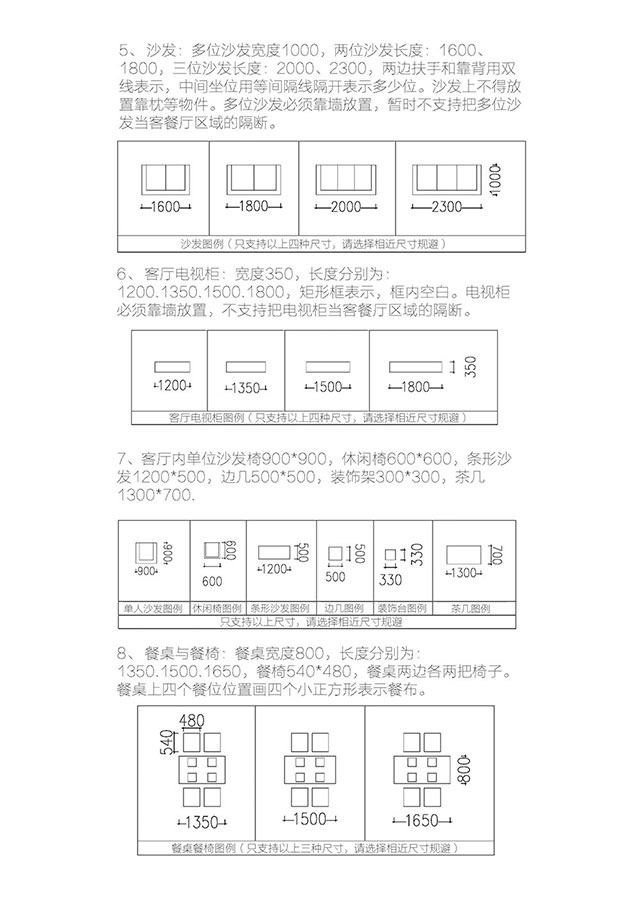 5、沙发：多位沙发宽度1000，两位沙发长度：1600、
1800，三位沙发长度：2000、2300，两边扶手和靠背用双
线表示，中间坐位用等间隔线隔开表示多少位。沙发上不得放
置靠枕等物件。多位沙发必须靠墙放置，暂时不支持把多位沙
发当客餐厅区域的隔断。
1600
1800
2000
2300
1000
沙发图例（只支持以上四种尺寸，请选择相近尺寸规避）
6、客厅电视柜：宽度350，长度分别为：
1200.1350.1500.1800，矩形框表示，框内空白。电视柜
必须靠墙放置，不支持把电视柜当客餐厅区域的隔断。
1200
1350
1500
1800
350
客厅电视柜图例（只支持以上四种尺寸，请选择相近尺寸规避）
7、客厅内单位沙发椅900*900，休闲椅600*600，条形沙
发1200*500，边几500*500，装饰架300*300，茶几
1300*700.
900
900
600
600
1200
500
500
500
330
330
1300
700
单人沙发图例 休闲椅图例 条形沙发图例 边几图例 装饰台图例 茶几图例
只支持以上尺寸，请选择相近尺寸规避
8、餐桌与餐椅：餐桌宽度800，长度分别为：
1350.1500.1650，餐椅540*480，餐桌两边各两把椅子。
餐桌上四个餐位位置画四个小正方形表示餐布。
480
540
1350
1500
1650
800
餐桌餐椅图例（只支持以上三种尺寸，请选择相近尺寸规避）